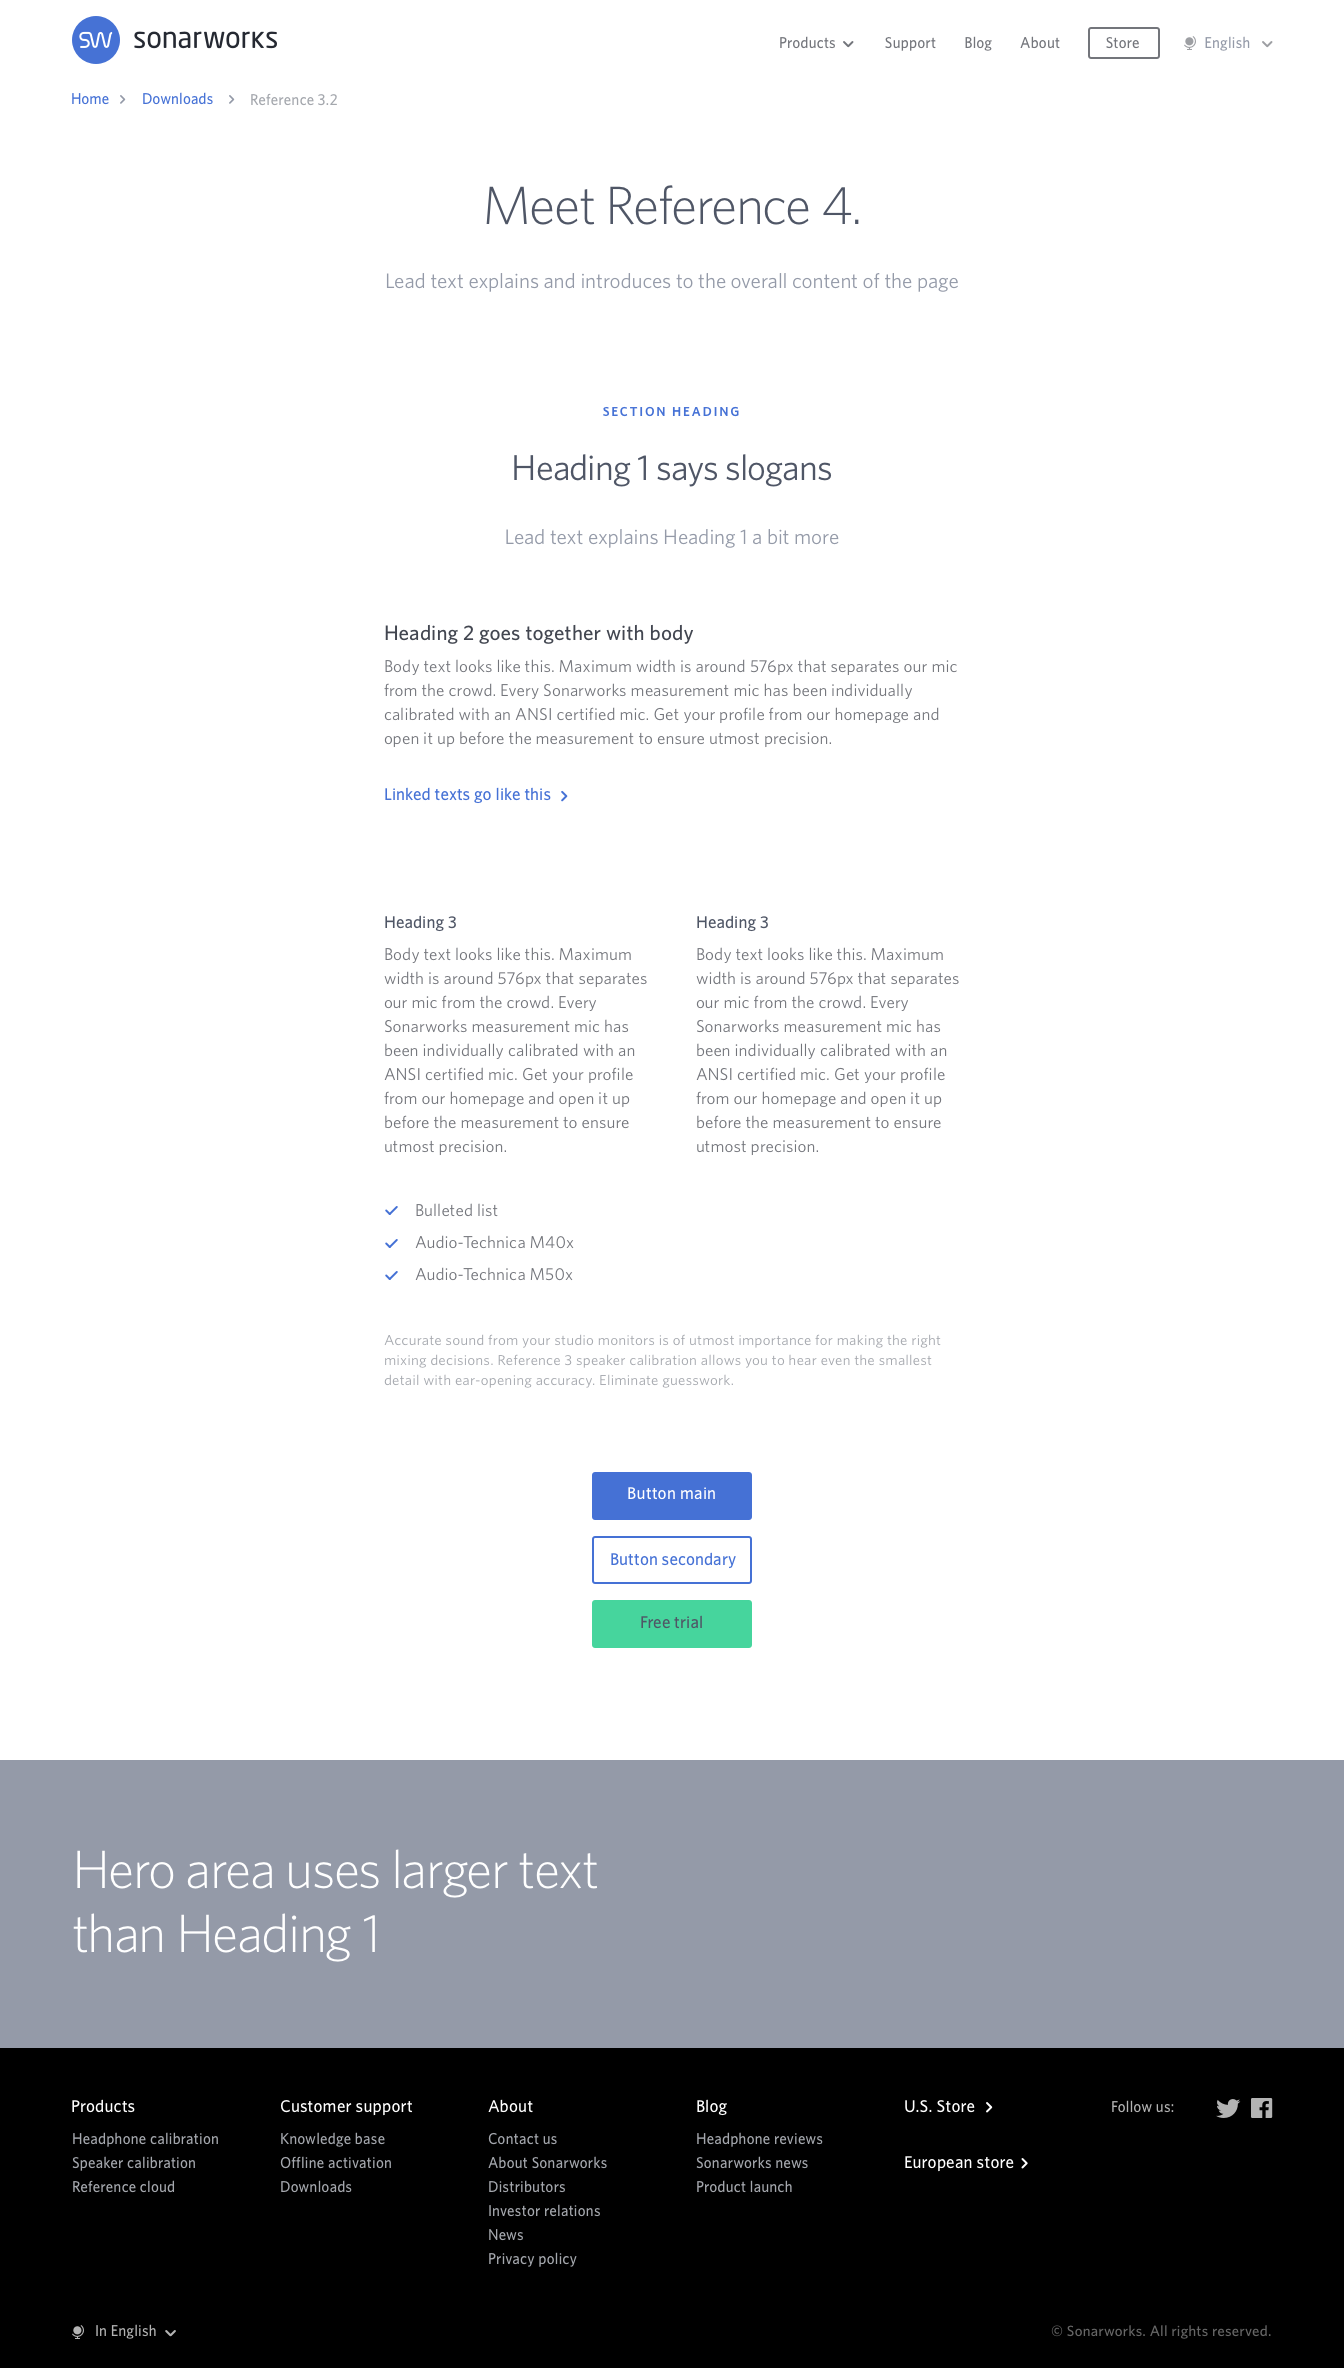 SW sonarworks
Products Support Blog About Store English
Home Downloads Reference 3.2
Meet Reference 4.
Lead text explains and introduces to the overall content of the page
SECTION HEADING
Heading 1 says slogans
Lead text explains Heading 1 a bit more
Heading 2 goes together with body
Body text looks like this. Maximum width is around 576px that separates our mic
from the crowd. Every Sonarworks measurement mic has been individually
calibrated with an ANSI certified mic. Get your profile from our homepage and
open it up before the measurement to ensure utmost precision.
Linked texts go like this
Heading 3
Body text looks like this. Maximum
width is around 576px that separates
our mic from the crowd. Every
Sonarworks measurement mic has
been individually calibrated with an
ANSI certified mic. Get your profile
from our homepage and open it up
before the measurement to ensure
utmost precision.
Heading 3
Body text looks like this. Maximum
width is around 576px that separates
our mic from the crowd. Every
Sonarworks measurement mic has
been individually calibrated with an
ANSI certified mic. Get your profile
from our homepage and open it up
before the measurement to ensure
utmost precision.
Bulleted list
Audio-Technica M40x
Audio-Technica M50x
Accurate sound from your studio monitors is of utmost importance for making the right
mixing decisions. Reference 3 speaker calibration allows you to hear even the smallest
detail with ear-opening accuracy. Eliminate guesswork.
Button main
Button secondary
Free trial
Hero area uses larger text
than Heading 1
Products
Headphone calibration
Speaker calibration
Reference cloud
Customer support
Knowledge base
Offline activation
Downloads
About
Contact us
About Sonarworks
Distributors
Investor relations
News
Privacy policy
Blog
Headphone reviews
Sonarworks news
Product launch
U.S. Store
European store
Follow us:
In English
© Sonarworks. All rights reserved.